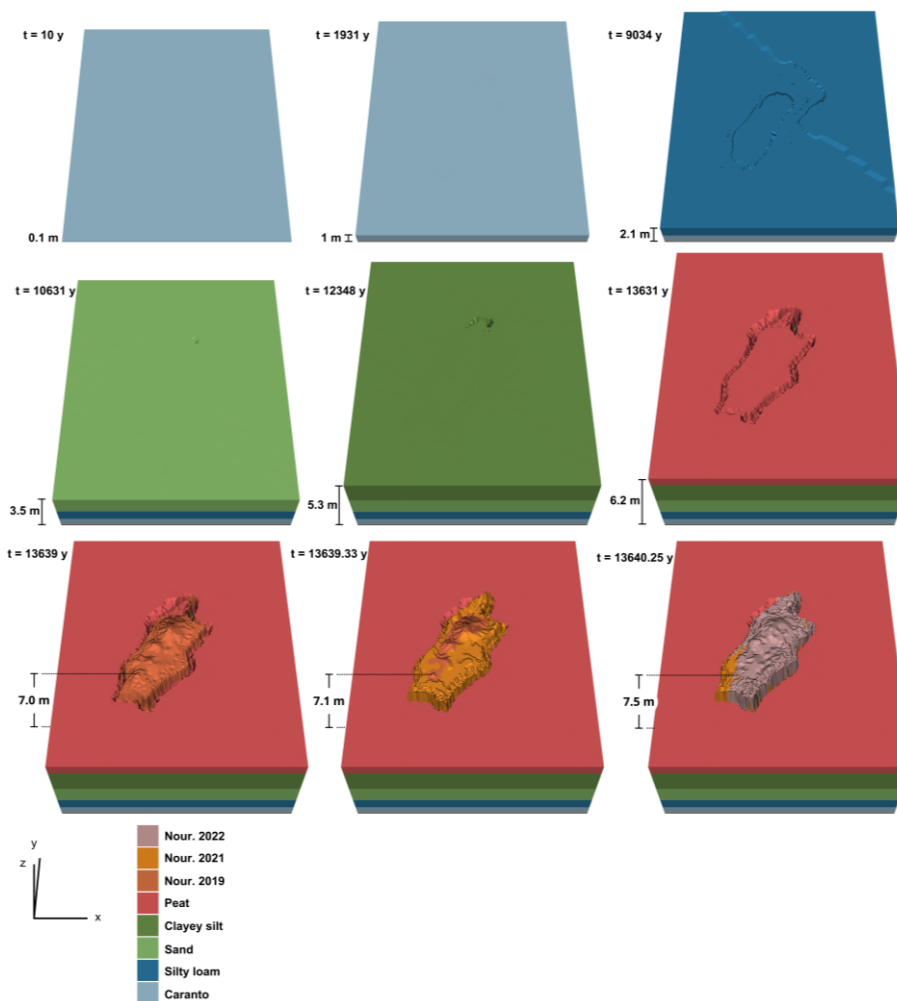 t = 10 y
t = 1931 y
t = 9034 y
0.1 m
1 m
2.1 m
t = 10631 y
t = 12348 y
t = 13631 y
3.5 m
5.3 m
6.2 m
t = 13639 y
t = 13639.33 y
t = 13640.25 y
7.0 m
7.1 m
7.5 m
y
z
x
Nour. 2022
Nour. 2021
Nour. 2019
Peat
Clayey silt
Sand
Silty loam
Caranto